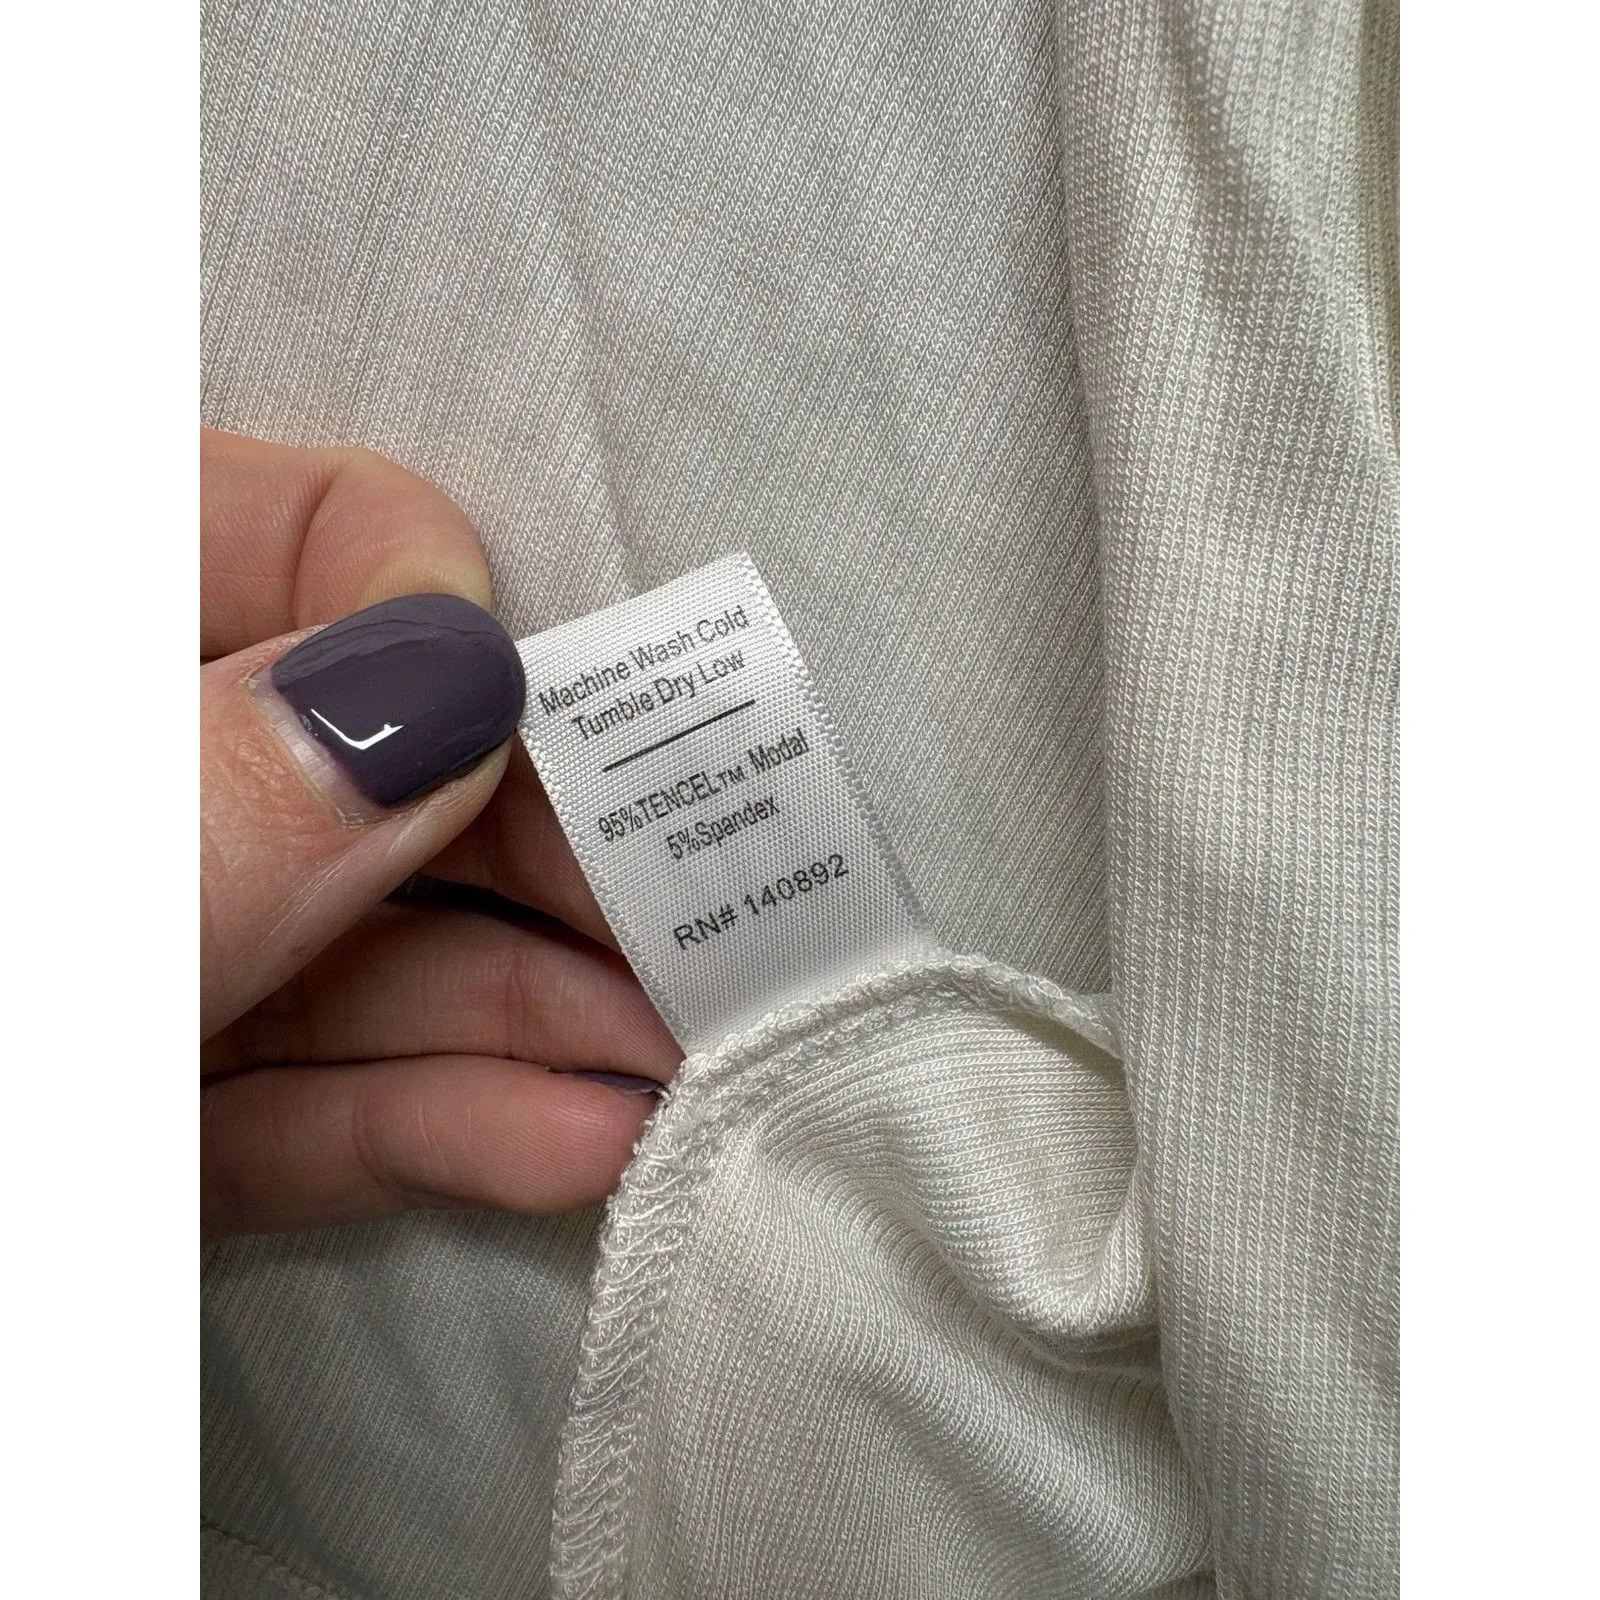 Machine Wash Cold
Tumble Dry Low
95%TENCEL™ Modal
5%Spandex
RN# 140892